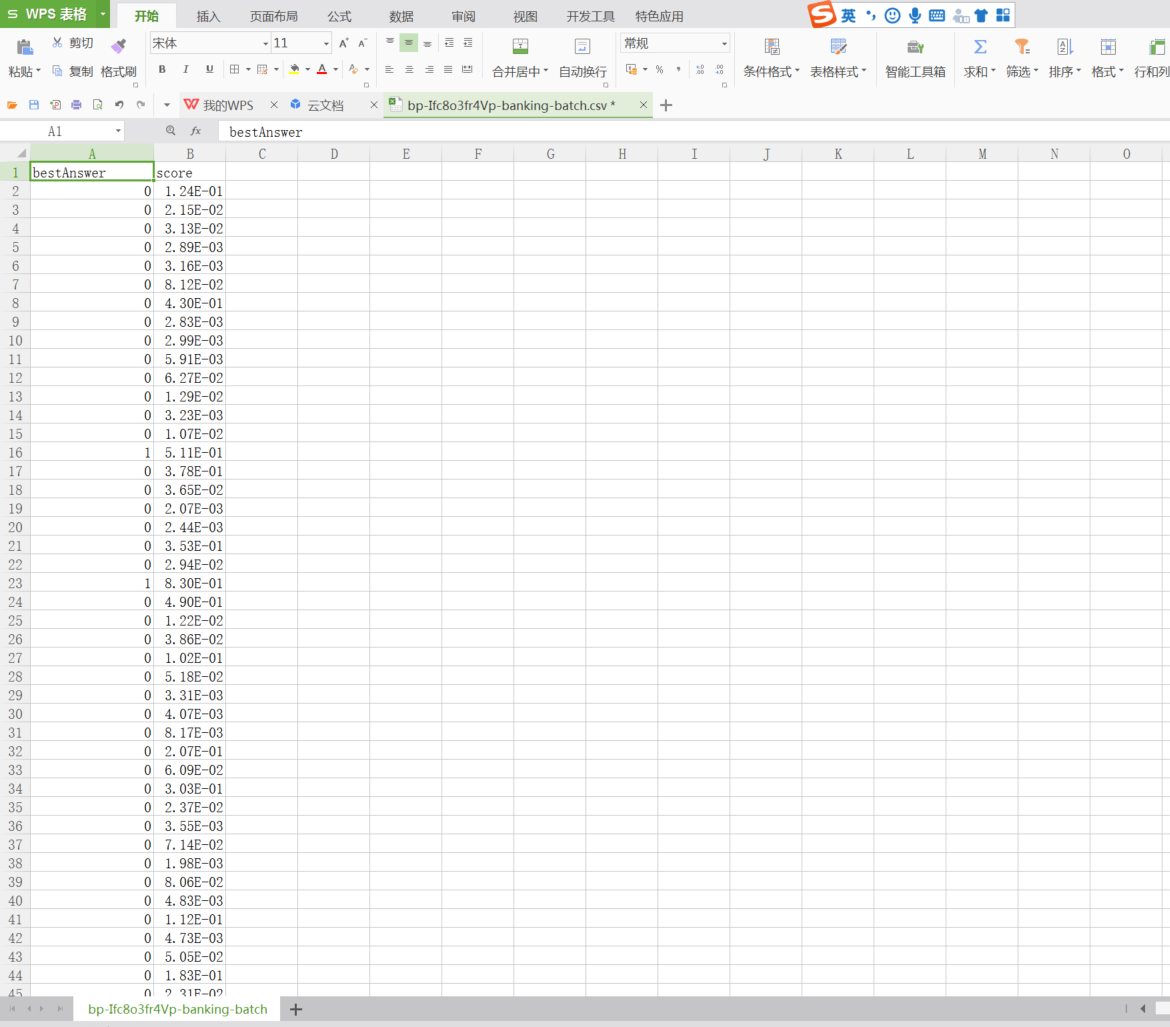 S WPS 表格 开始 插入 页面布局 公式 数据 审阅 视图 开发工具 特色应用 英
粘贴 剪切 复制 格式刷 宋体 11 A+ A- B I U 合并居中 自动换行 常规 % 条件格式 表格样式 智能工具箱 求和 筛选 排序 格式 行和列
我的WPS 云文档 bp-Ifc8o3fr4Vp-banking-batch.csv *
A1 fx bestAnswer
A B C D E F G H I J K L M N O
1 bestAnswer score
2 0 1.24E-01
3 0 2.15E-02
4 0 3.13E-02
5 0 2.89E-03
6 0 3.16E-03
7 0 8.12E-02
8 0 4.30E-01
9 0 2.83E-03
10 0 2.99E-03
11 0 5.91E-03
12 0 6.27E-02
13 0 1.29E-02
14 0 3.23E-03
15 0 1.07E-02
16 1 5.11E-01
17 0 3.78E-01
18 0 3.65E-02
19 0 2.07E-03
20 0 2.44E-03
21 0 3.53E-01
22 0 2.94E-02
23 1 8.30E-01
24 0 4.90E-01
25 0 1.22E-02
26 0 3.86E-02
27 0 1.02E-01
28 0 5.18E-02
29 0 3.31E-03
30 0 4.07E-03
31 0 8.17E-03
32 0 2.07E-01
33 0 6.09E-02
34 0 3.03E-01
35 0 2.37E-02
36 0 3.55E-03
37 0 7.14E-02
38 0 1.98E-03
39 0 8.06E-02
40 0 4.83E-03
41 0 1.12E-01
42 0 4.73E-03
43 0 5.05E-02
44 0 1.83E-01
45 0 2.31E-02
bp-Ifc8o3fr4Vp-banking-batch